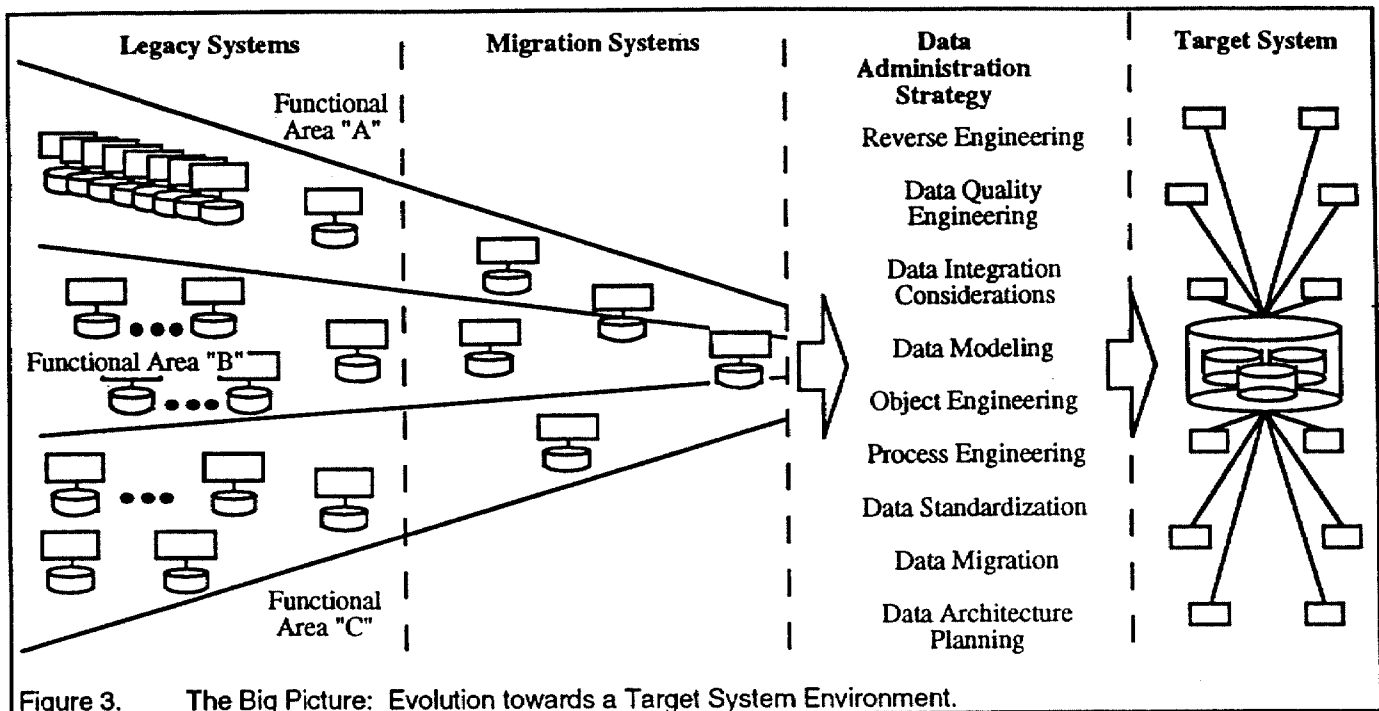 Legacy Systems
Migration Systems
Data
Administration
Strategy
Target System
Functional
Area "A"
Functional Area "B"
Functional
Area "C"
Reverse Engineering
Data Quality
Engineering
Data Integration
Considerations
Data Modeling
Object Engineering
Process Engineering
Data Standardization
Data Migration
Data Architecture
Planning
Figure 3. The Big Picture: Evolution towards a Target System Environment.